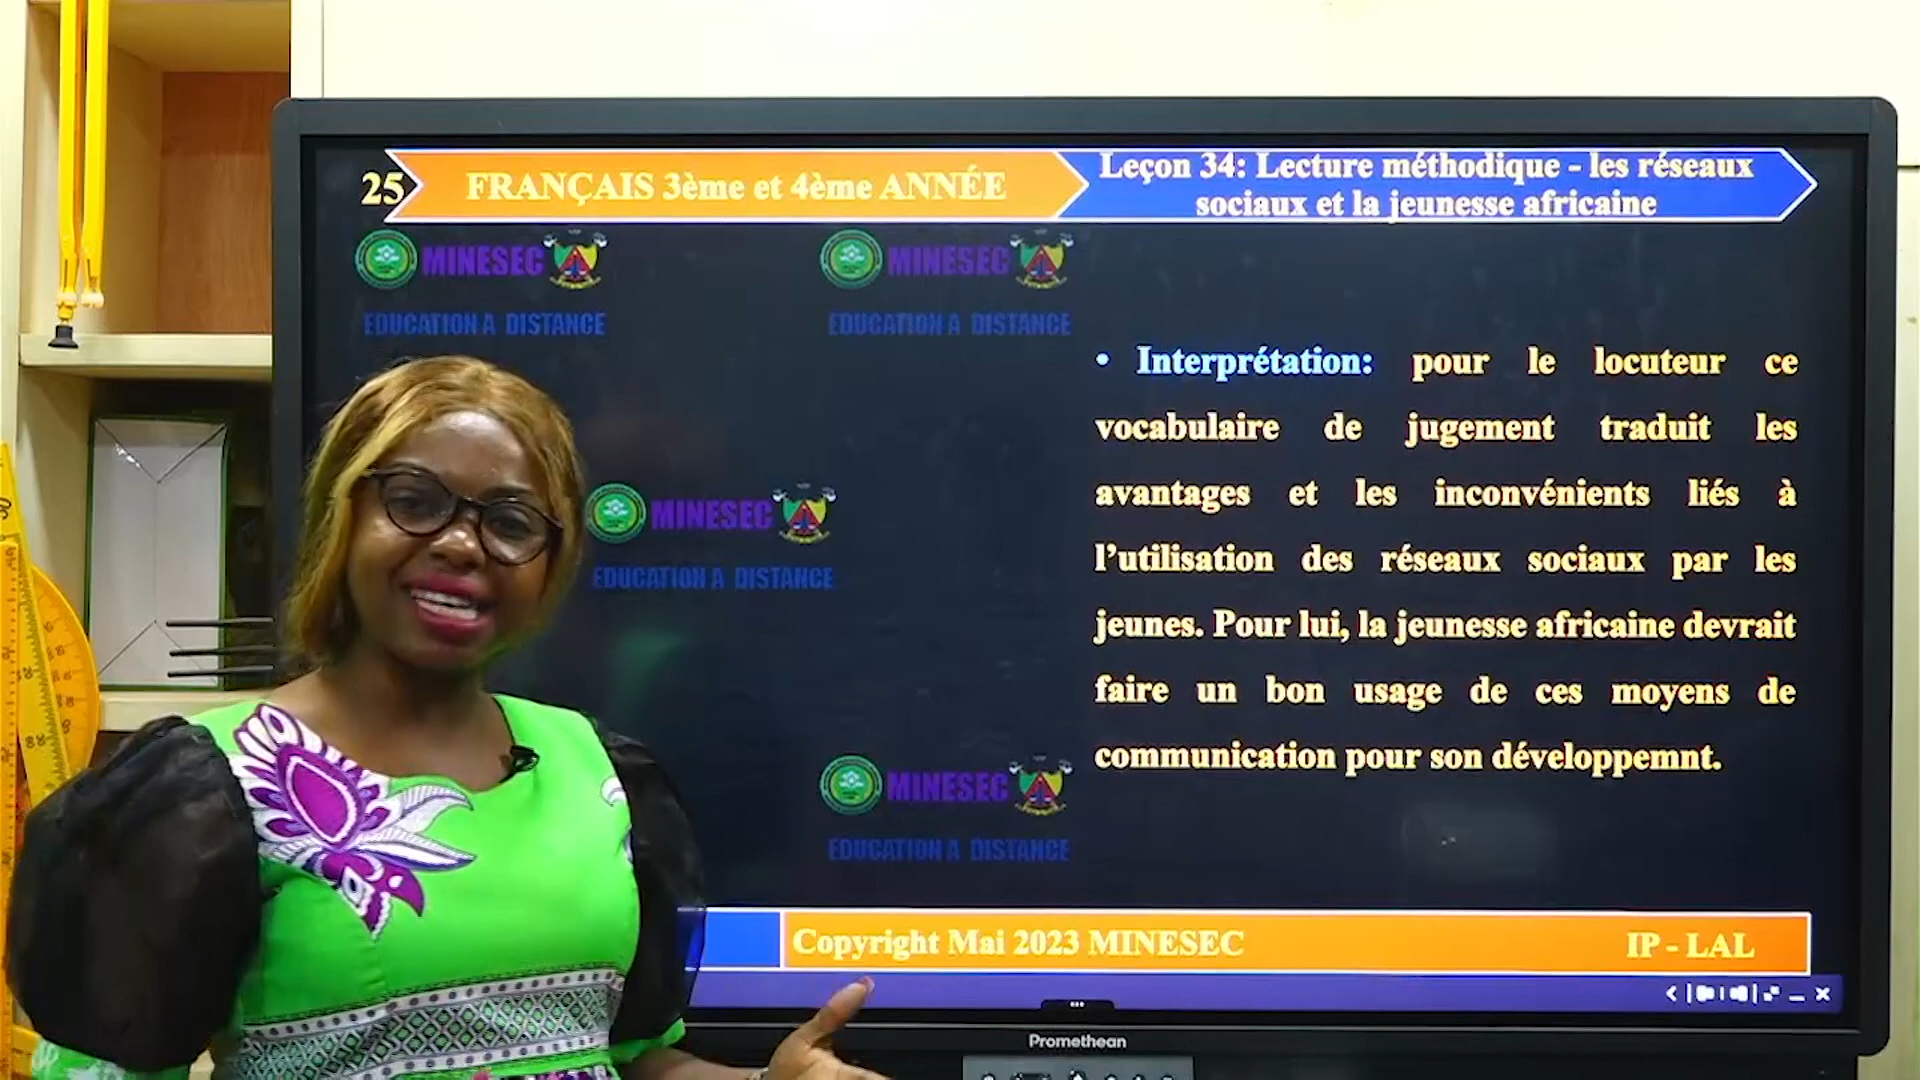 25
FRANÇAIS 3ème et 4ème ANNÉE
Leçon 34: Lecture méthodique - les réseaux
sociaux et la jeunesse africaine
MINESEC
EDUCATION A DISTANCE
MINESEC
EDUCATION A DISTANCE
• Interprétation: pour le locuteur ce
vocabulaire de jugement traduit les
avantages et les inconvénients liés à
l’utilisation des réseaux sociaux par les
jeunes. Pour lui, la jeunesse africaine devrait
faire un bon usage de ces moyens de
communication pour son développemnt.
MINESEC
EDUCATION A DISTANCE
MINESEC
EDUCATION A DISTANCE
Copyright Mai 2023 MINESEC
IP - LAL
Promethean